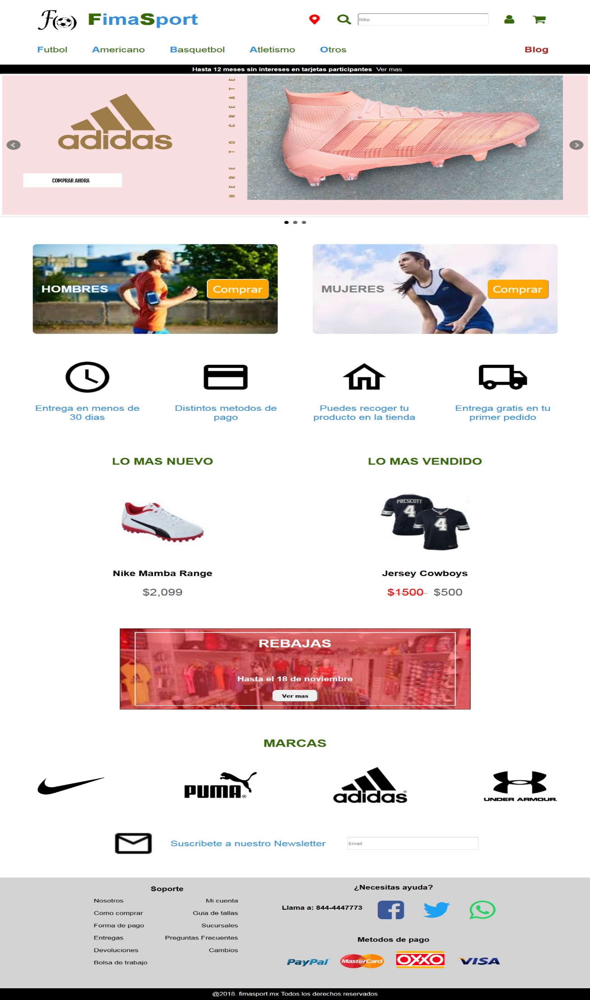 F
FimaSport
Nike
Futbol
Americano
Basquetbol
Atletismo
Otros
Blog
Hasta 12 meses sin intereses en tarjetas participantes Ver mas
adidas
HERE TO CREATE
COMPRAR AHORA
HOMBRES
Comprar
MUJERES
Comprar
Entrega en menos de
30 dias
Distintos metodos de
pago
Puedes recoger tu
producto en la tienda
Entrega gratis en tu
primer pedido
LO MAS NUEVO
LO MAS VENDIDO
PRESCOTT
4
4
Nike Mamba Range
$2,099
Jersey Cowboys
$1500 $500
REBAJAS
Hasta el 18 de noviembre
Ver mas
MARCAS
PUMA®
adidas®
UNDER ARMOUR.
Suscribete a nuestro Newsletter
Email
Soporte
Nosotros
Mi cuenta
Como comprar
Guia de tallas
Forma de pago
Sucursales
Entregas
Preguntas Frecuentes
Devoluciones
Cambios
Bolsa de trabajo
¿Necesitas ayuda?
Llama a: 844-4447773
Metodos de pago
PayPal
MasterCard
OXXO
VISA
@2018. fimasport.mx Todos los derechos reservados